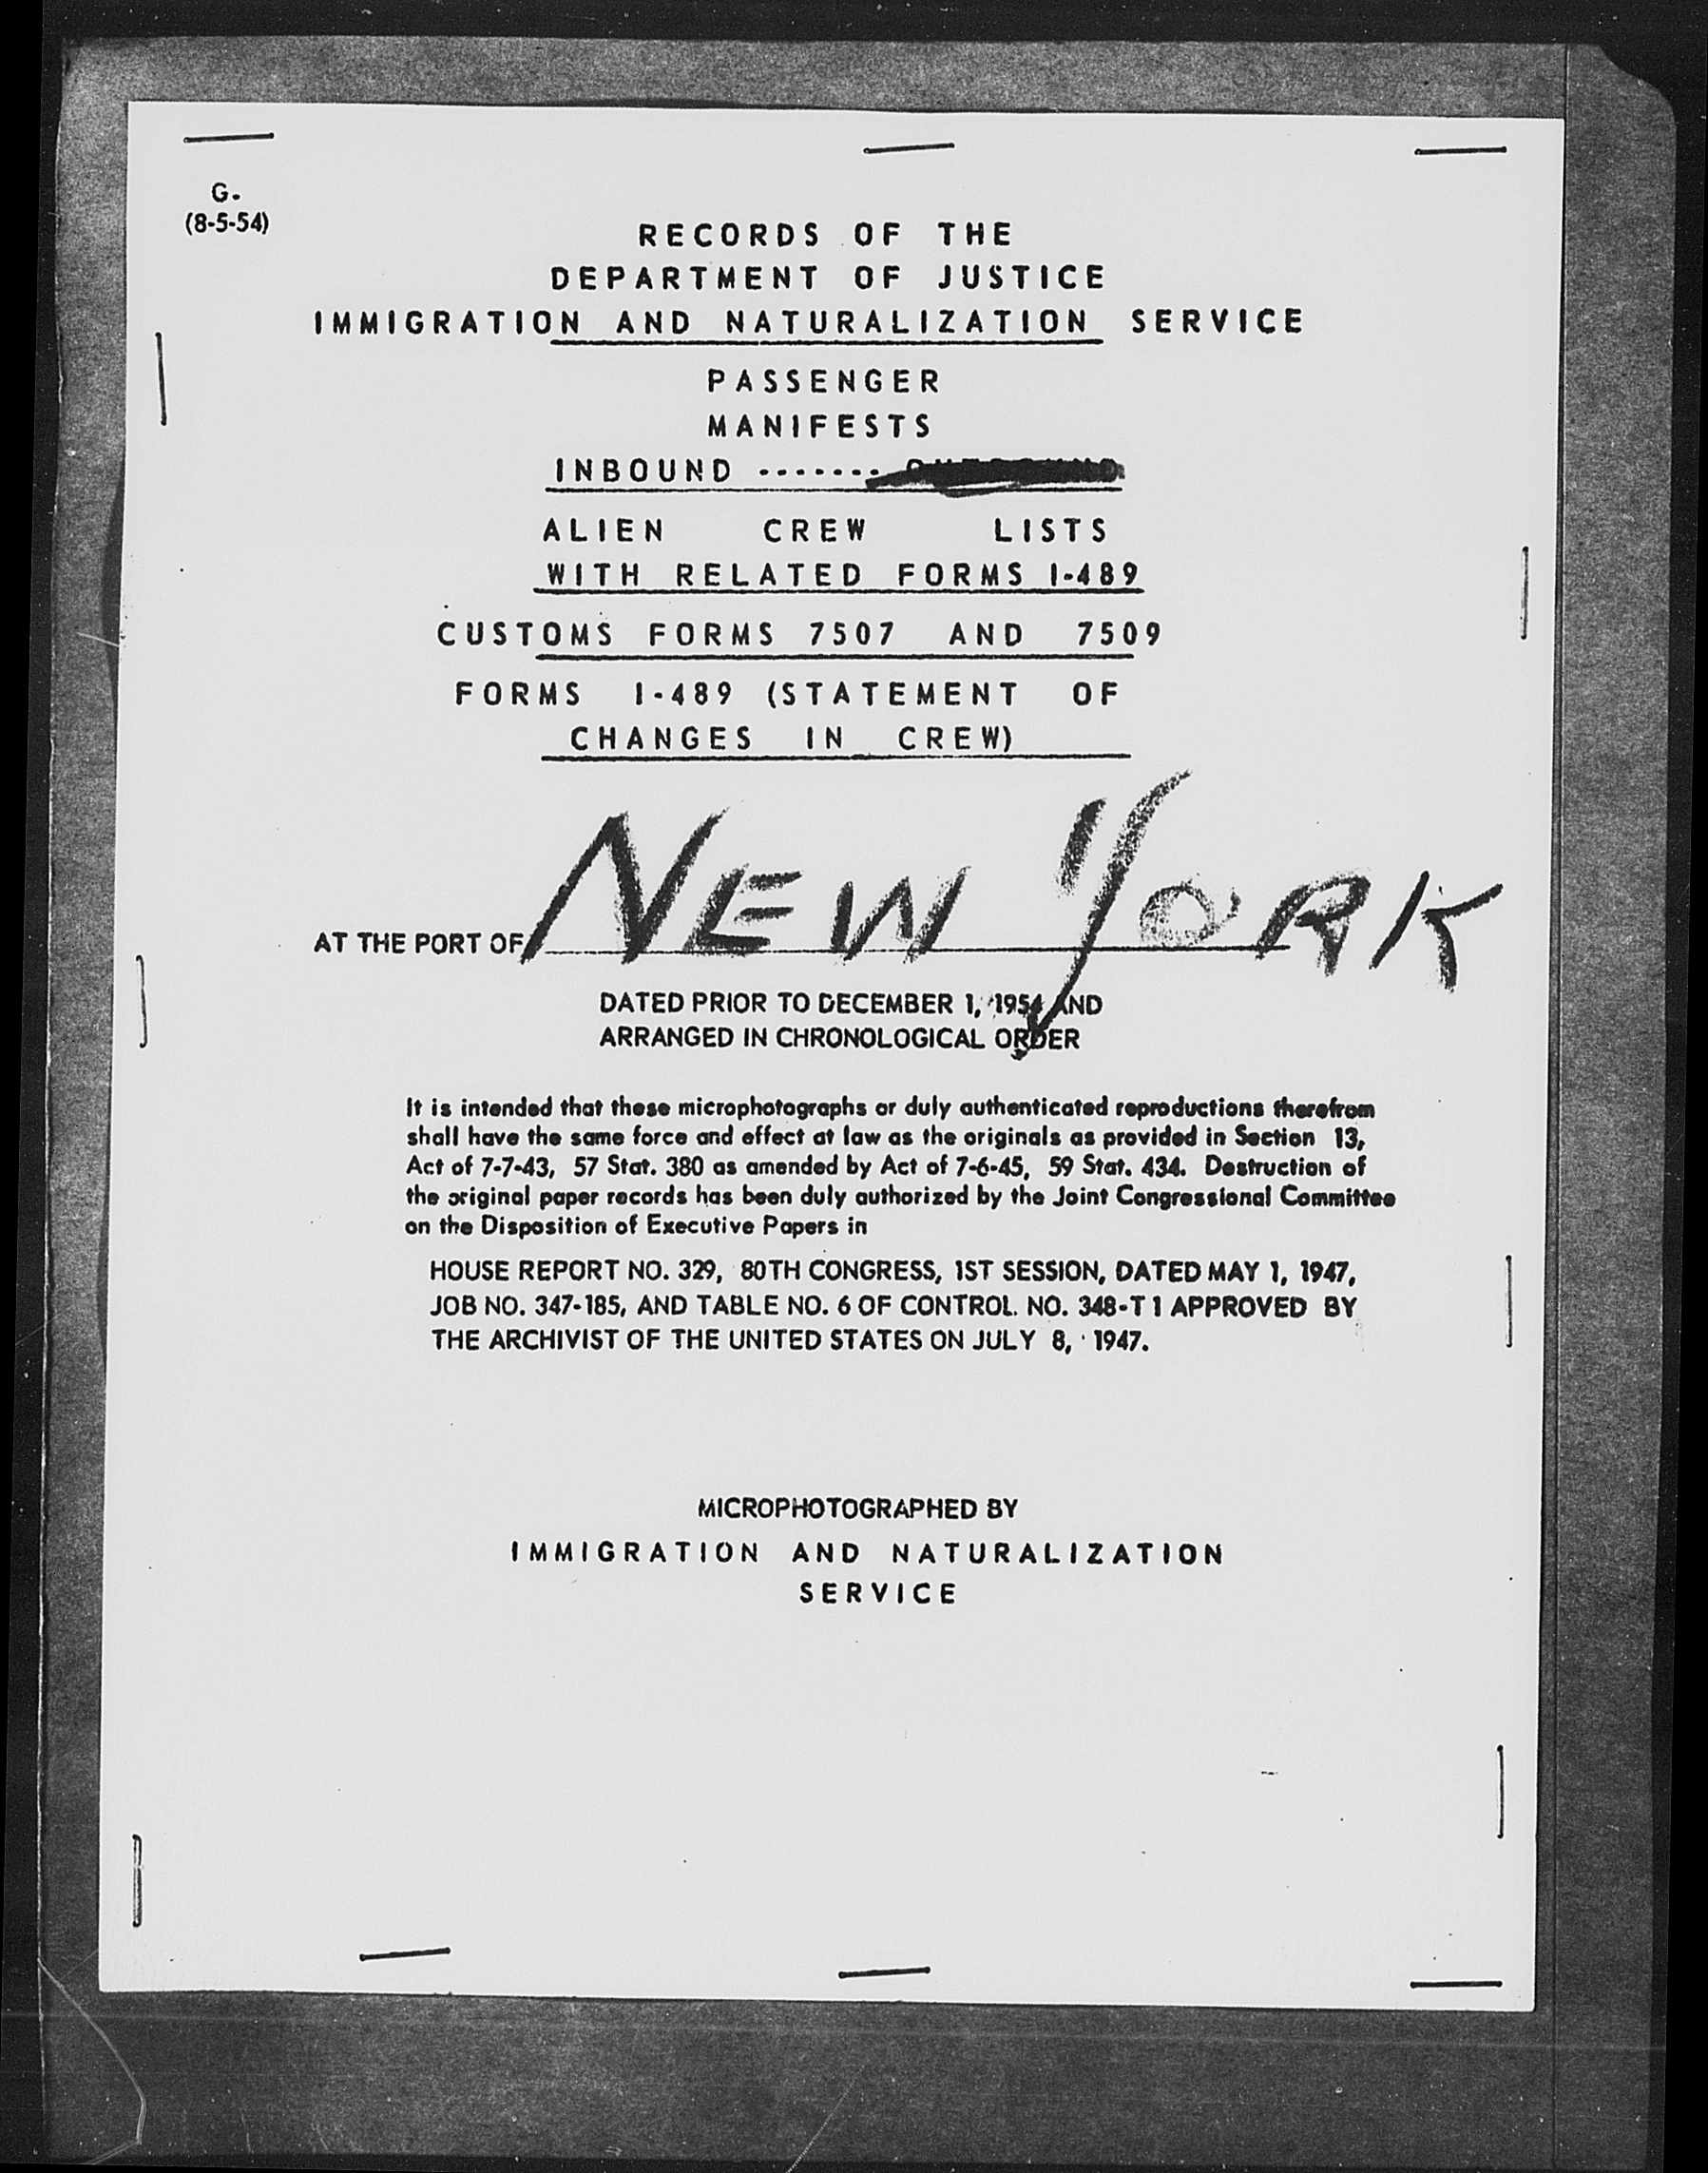 G.
(8-5-54)
RECORDS OF THE
DEPARTMENT OF JUSTICE
IMMIGRATION AND NATURALIZATION SERVICE
PASSENGER
MANIFESTS
INBOUND -------
ALIEN CREW LISTS
WITH RELATED FORMS I-489
CUSTOMS FORMS 7507 AND 7509
FORMS I-489 (STATEMENT OF
CHANGES IN CREW)
AT THE PORT OF NEW YORK
DATED PRIOR TO DECEMBER 1, 1954 AND
ARRANGED IN CHRONOLOGICAL ORDER
It is intended that these microphotographs or duly authenticated reproductions therefrom
shall have the same force and effect at law as the originals as provided in Section 13,
Act of 7-7-43, 57 Stat. 380 as amended by Act of 7-6-45, 59 Stat. 434. Destruction of
the original paper records has been duly authorized by the Joint Congressional Committee
on the Disposition of Executive Papers in
HOUSE REPORT NO. 329, 80TH CONGRESS, 1ST SESSION, DATED MAY 1, 1947,
JOB NO. 347-185, AND TABLE NO. 6 OF CONTROL NO. 348-T1 APPROVED BY
THE ARCHIVIST OF THE UNITED STATES ON JULY 8, 1947.
MICROPHOTOGRAPHED BY
IMMIGRATION AND NATURALIZATION
SERVICE